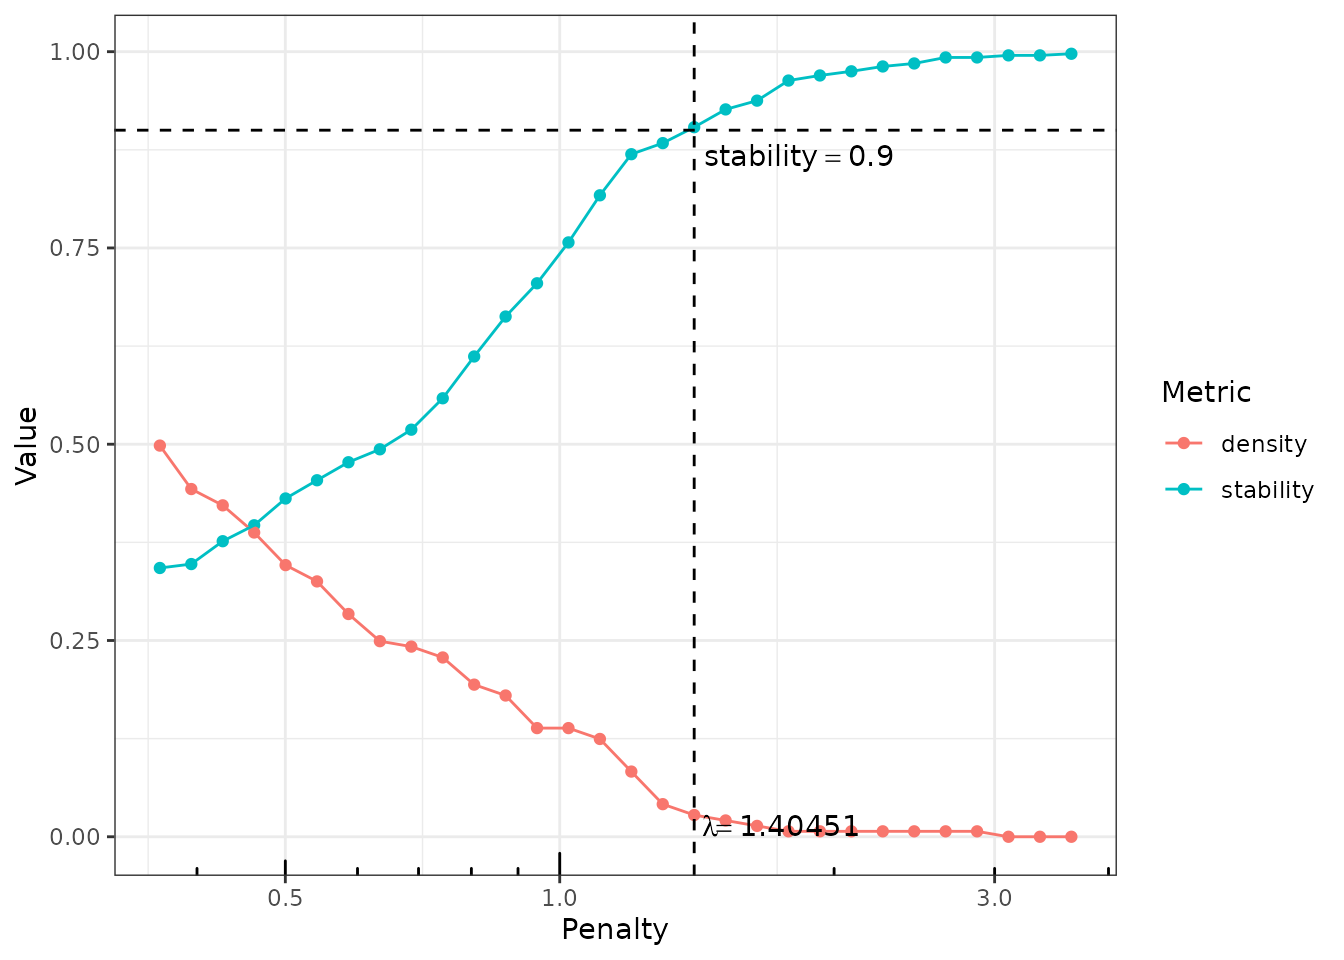 1.00
0.75
0.50
0.25
0.00
Value
stability = 0.9
λ= 1.40451
0.5
1.0
3.0
Penalty
Metric
density
stability